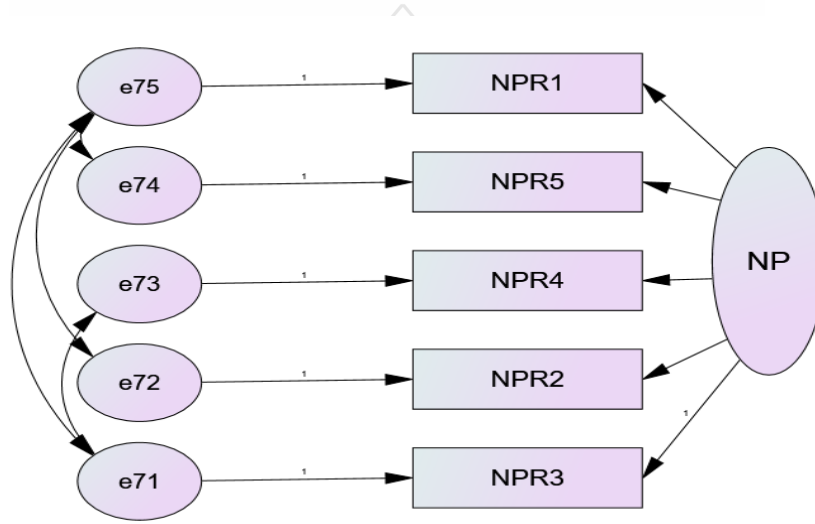 e75 1 NPR1
e74 1 NPR5
e73 1 NPR4 NP
e72 1 NPR2
1
e71 1 NPR3